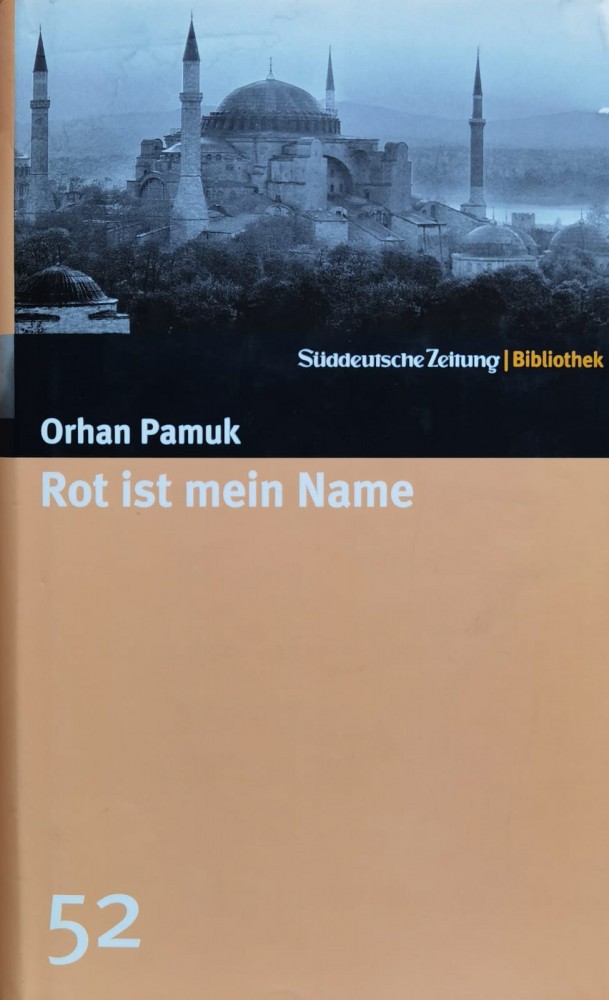 Süddeutsche Zeitung | Bibliothek
Orhan Pamuk
Rot ist mein Name
52